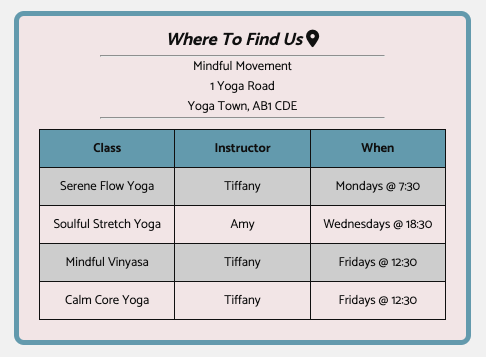 Where To Find Us
Mindful Movement
1 Yoga Road
Yoga Town, AB1 CDE
Class Instructor When
Serene Flow Yoga Tiffany Mondays @ 7:30
Soulful Stretch Yoga Amy Wednesdays @ 18:30
Mindful Vinyasa Tiffany Fridays @ 12:30
Calm Core Yoga Tiffany Fridays @ 12:30